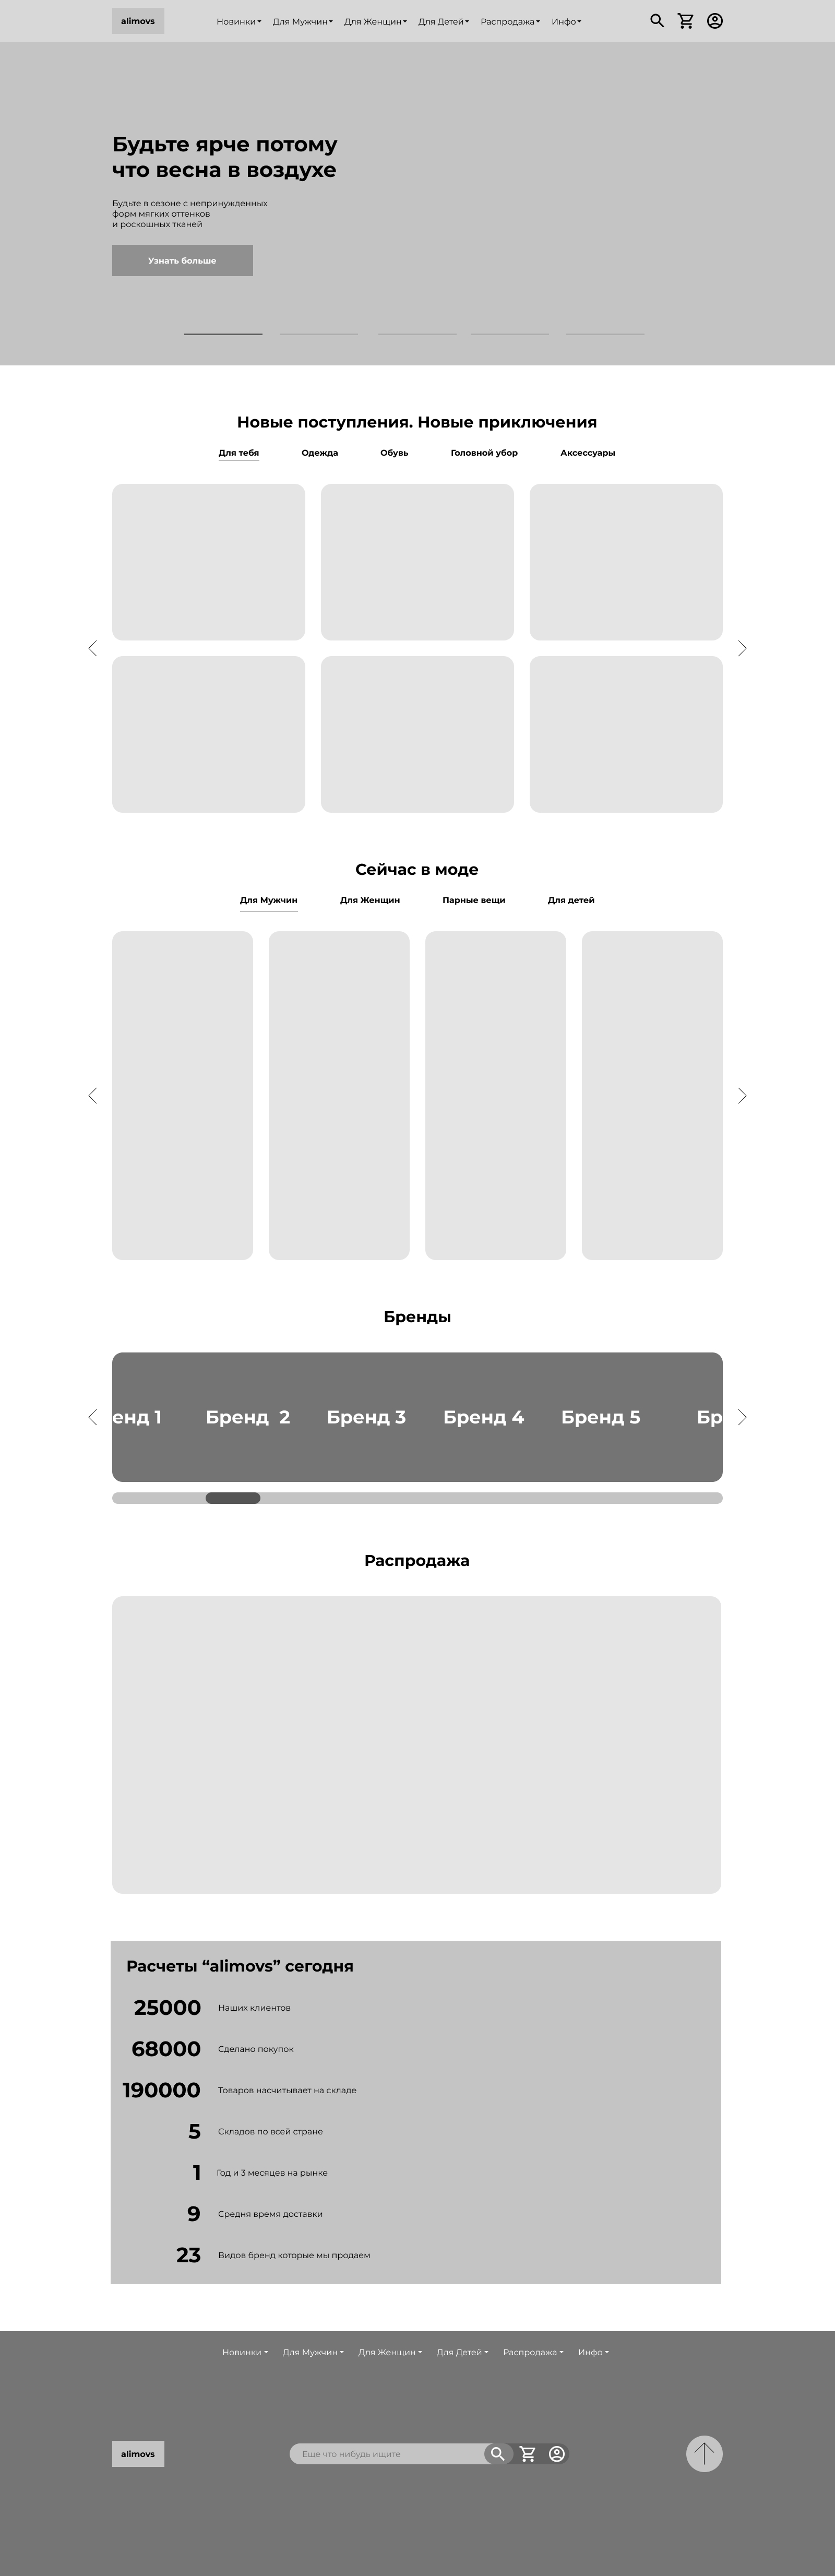 alimovs
Новинки Для Мужчин Для Женщин Для Детей Распродажа Инфо
Будьте ярче потому
что весна в воздухе
Будьте в сезоне с непринужденных
форм мягких оттенков
и роскошных тканей
Узнать больше
Новые поступления. Новые приключения
Для тебя Одежда Обувь Головной убор Аксессуары
Сейчас в моде
Для Мужчин Для Женщин Парные вещи Для детей
Бренды
енд 1 Бренд 2 Бренд 3 Бренд 4 Бренд 5 Бр
Распродажа
Расчеты “alimovs” сегодня
25000 Наших клиентов
68000 Сделано покупок
190000 Товаров насчитывает на складе
5 Складов по всей стране
1 Год и 3 месяцев на рынке
9 Средня время доставки
23 Видов бренд которые мы продаем
Новинки Для Мужчин Для Женщин Для Детей Распродажа Инфо
alimovs
Еще что нибудь ищите